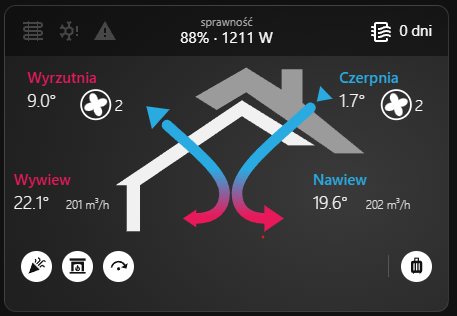 sprawność
88% · 1211 W
0 dni
Wyrzutnia
9.0°
2
Czerpnia
1.7°
2
Wywiew
22.1° 201 m³/h
Nawiew
19.6° 202 m³/h